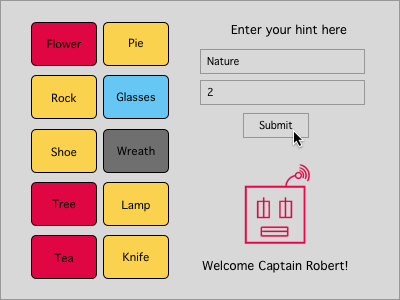 Flower
Pie
Rock
Glasses
Shoe
Wreath
Tree
Lamp
Tea
Knife
Enter your hint here
Nature
2
Submit
Welcome Captain Robert!